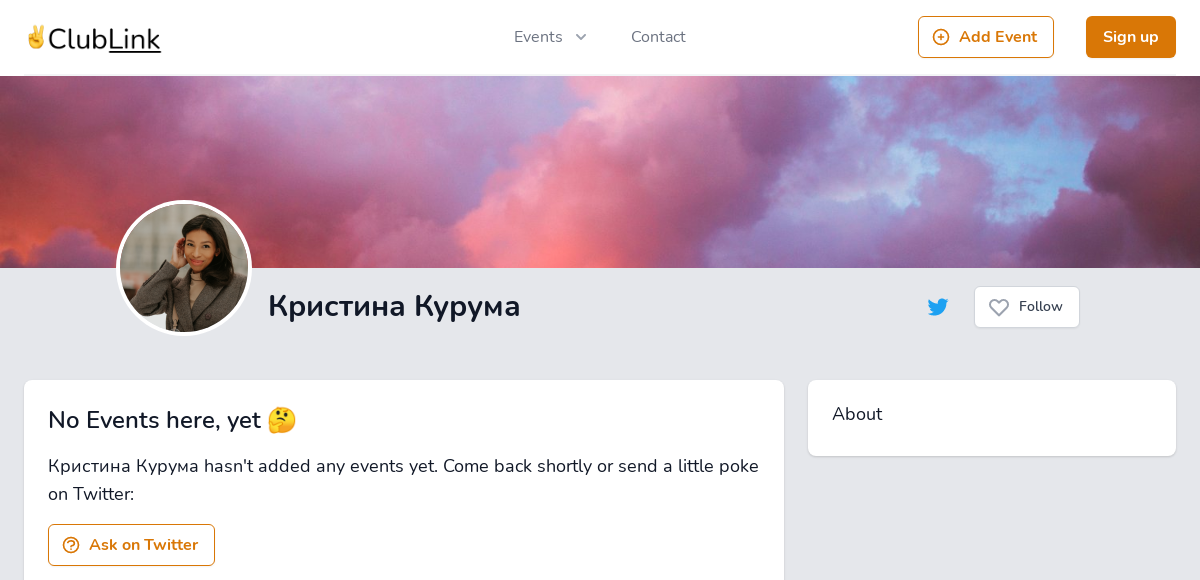 ✌️ClubLink
Events
Contact
Add Event
Sign up
Кристина Курума
Follow
No Events here, yet 🤔
About
Кристина Курума hasn't added any events yet. Come back shortly or send a little poke
on Twitter:
Ask on Twitter